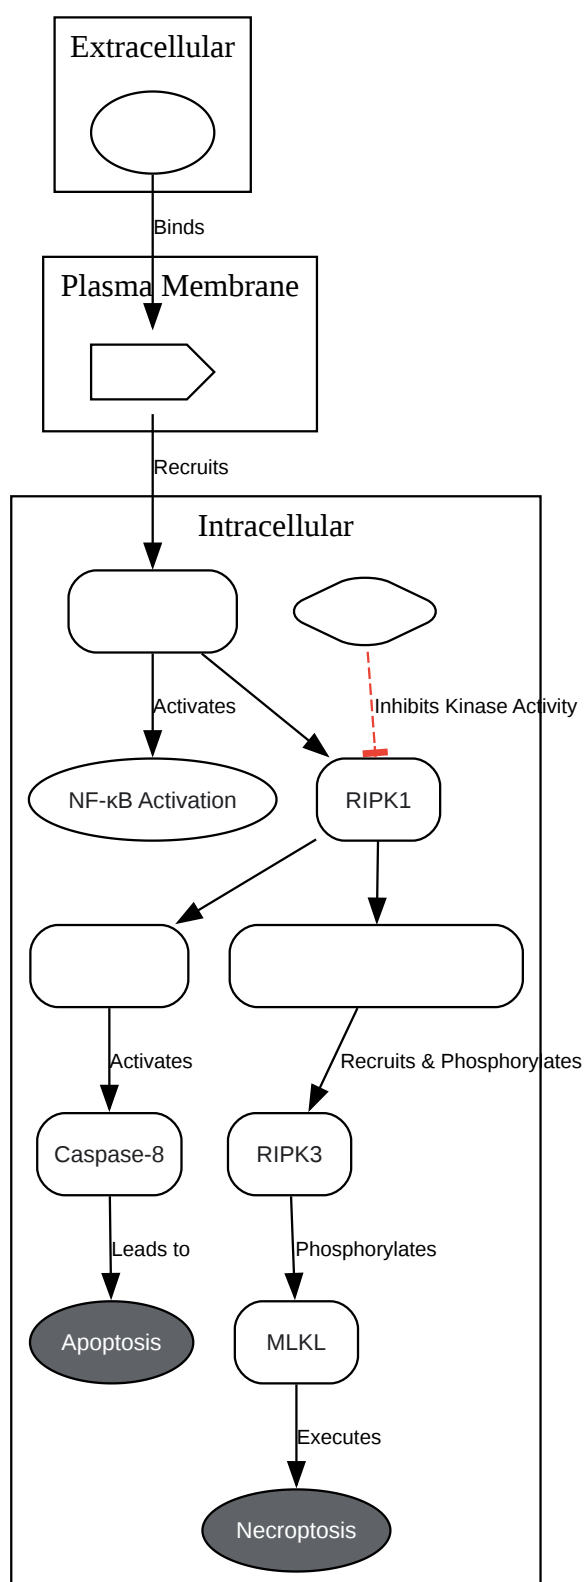 Extracellular
Binds
Plasma Membrane
Recruits
Intracellular
Activates
Inhibits Kinase Activity
NF-κB Activation
RIPK1
Activates
Recruits & Phosphorylates
Caspase-8
RIPK3
Leads to
Phosphorylates
Apoptosis
MLKL
Executes
Necroptosis